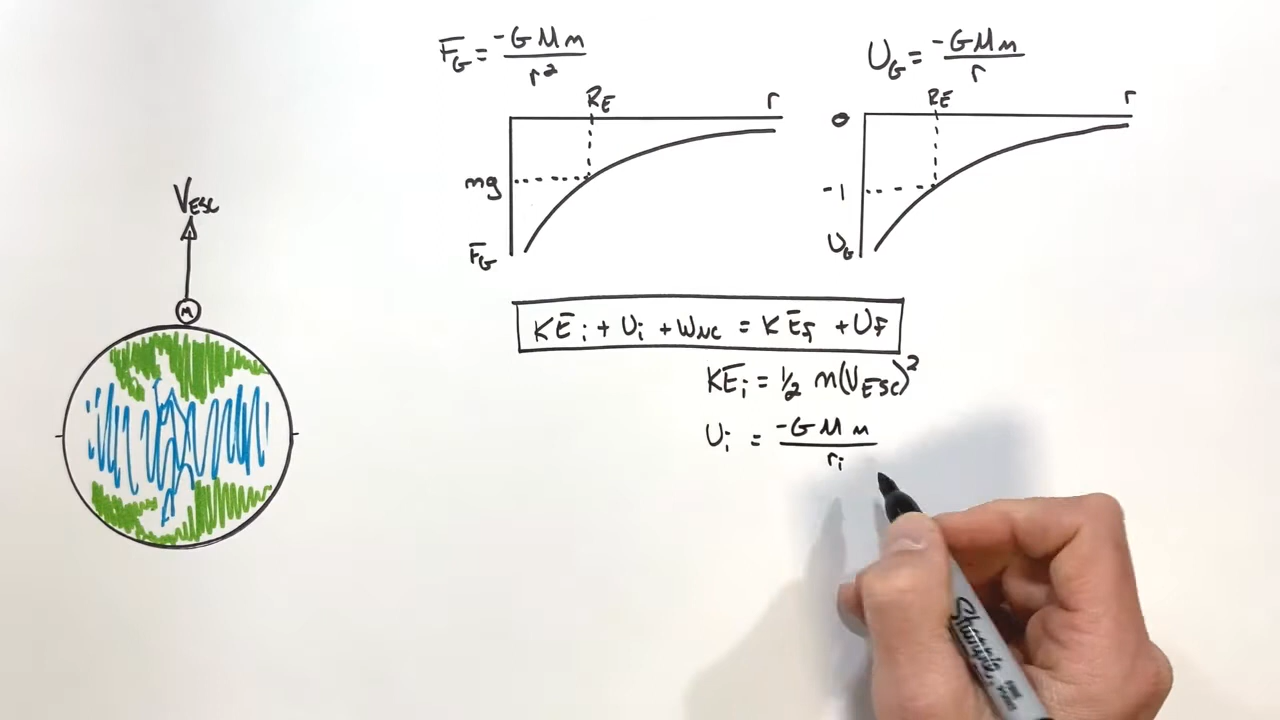 F_G = -GMm / r²
R_E
r
mg
F_G
U_G = -GMm / r
R_E
r
0
-1
U_G
V_ESC
M
KE_i + U_i + W_NC = KE_f + U_f
KE_i = 1/2 m(V_ESC)²
U_i = -GMm / r_i
Sharpie